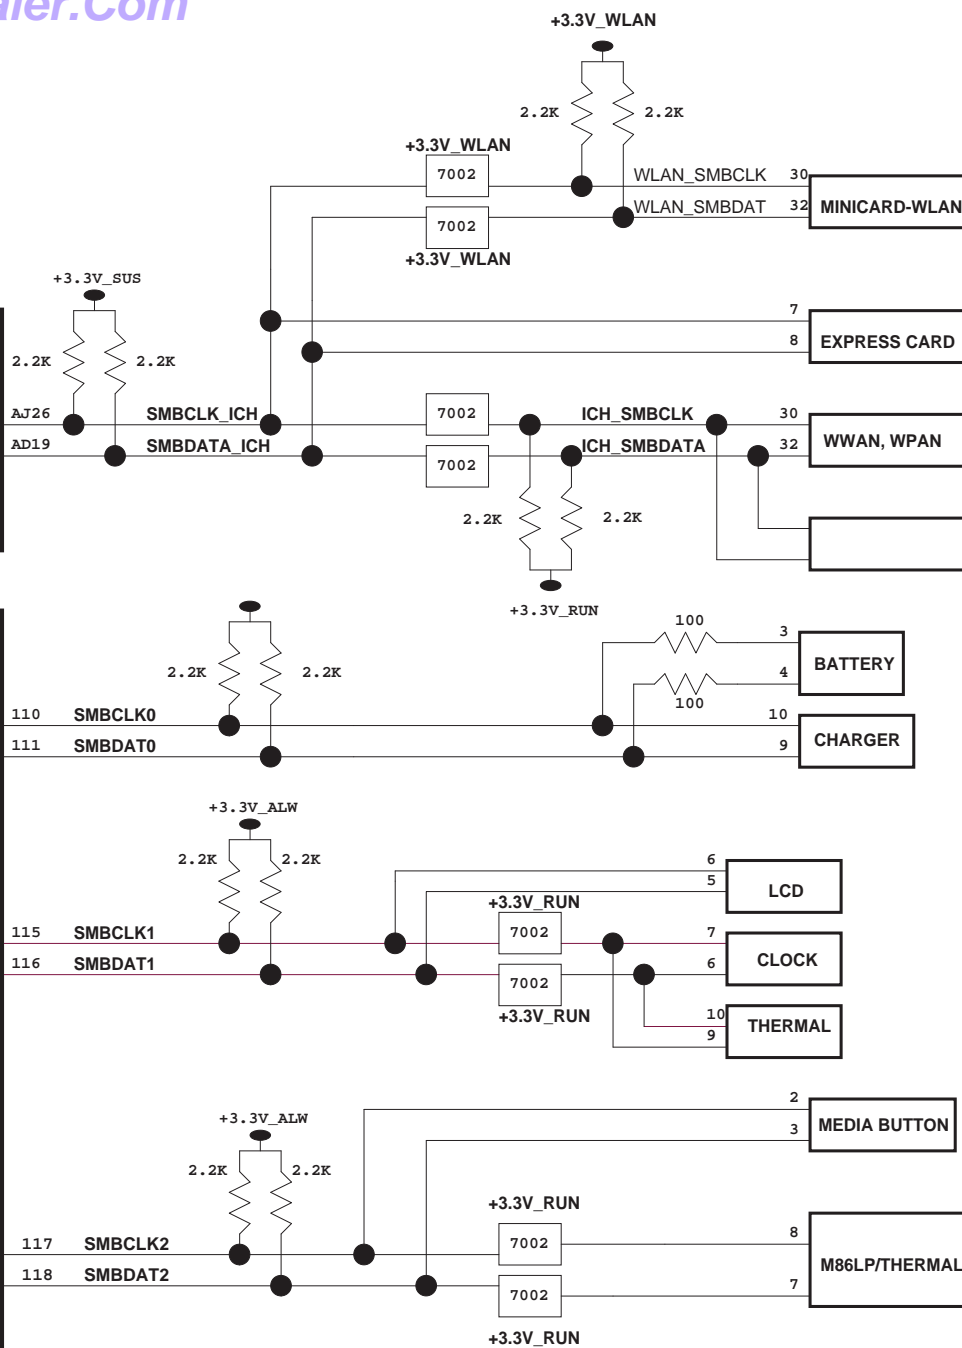 +3.3V_WLAN
2.2K 2.2K
+3.3V_WLAN
7002
WLAN_SMBCLK 30
WLAN_SMBDAT 32
MINICARD-WLAN
7002
+3.3V_WLAN
+3.3V_SUS
2.2K 2.2K
7
8
EXPRESS CARD
AJ26 SMBCLK_ICH 7002 ICH_SMBCLK 30
AD19 SMBDATA_ICH 7002 ICH_SMBDATA 32
WWAN, WPAN
2.2K 2.2K
+3.3V_RUN
2.2K 2.2K
100 3
4
BATTERY
100
110 SMBCLK0 10
111 SMBDAT0 9
CHARGER
+3.3V_ALW
2.2K 2.2K
6
5
LCD
+3.3V_RUN
115 SMBCLK1 7002 7
116 SMBDAT1 7002 6
CLOCK
+3.3V_RUN
10
9
THERMAL
+3.3V_ALW
2.2K 2.2K
2
3
MEDIA BUTTON
+3.3V_RUN
117 SMBCLK2 7002 8
118 SMBDAT2 7002 7
M86LP/THERMAL
+3.3V_RUN